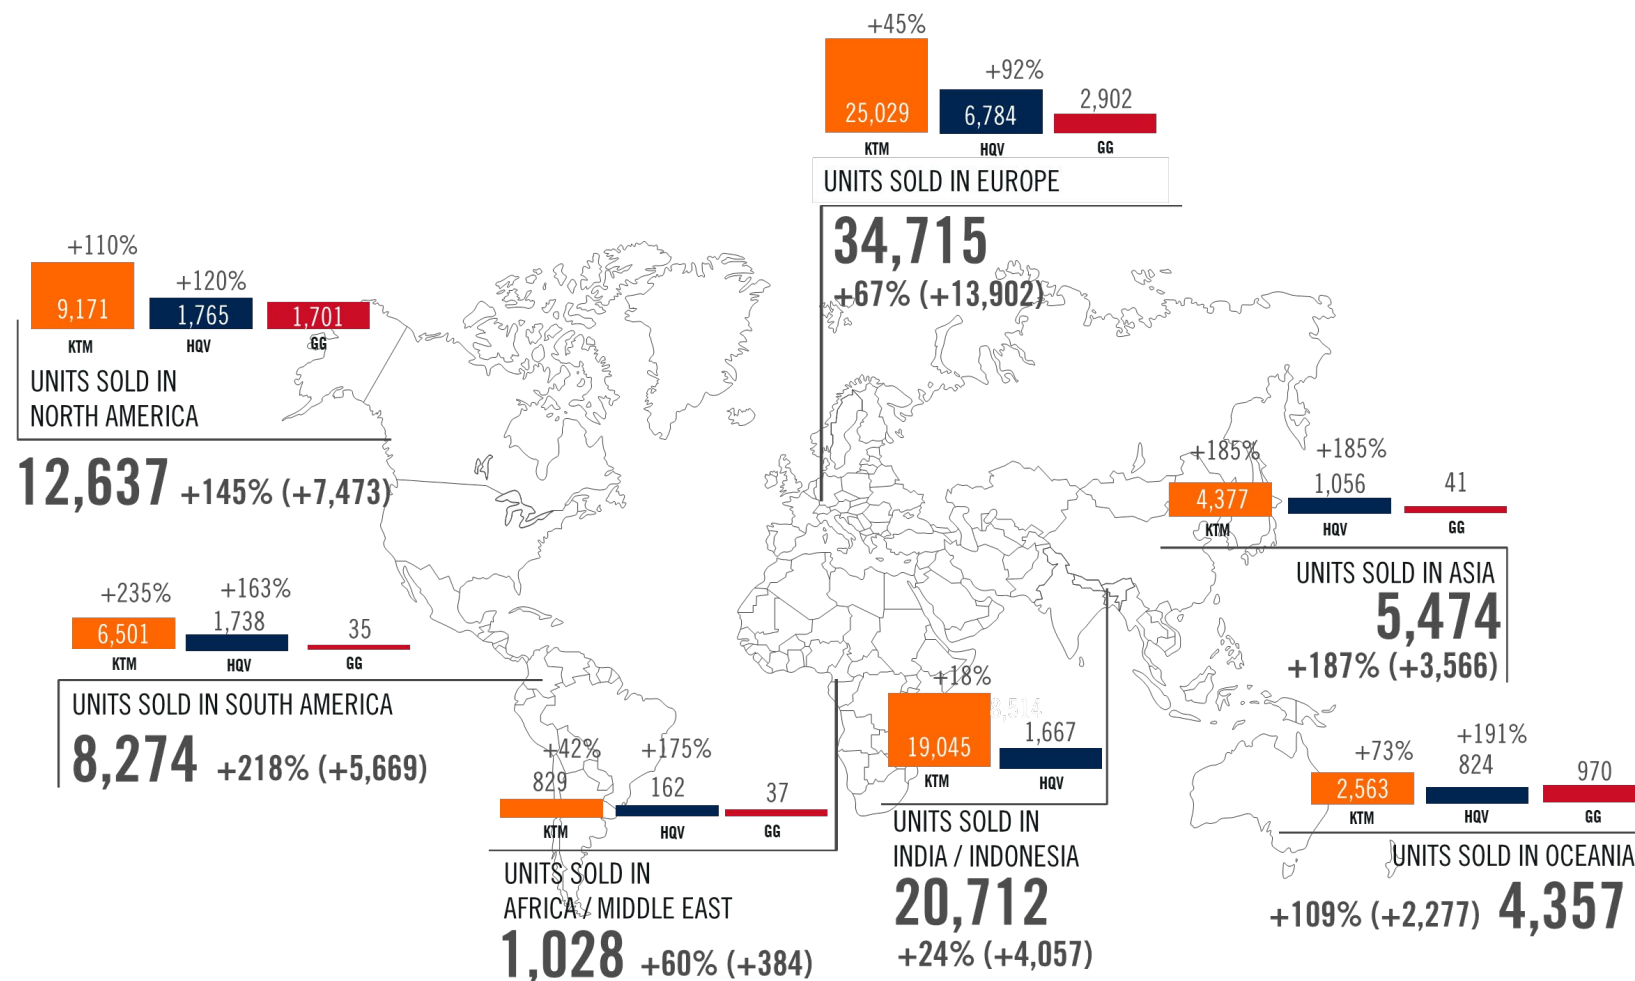 +45%
+92%
2,902
25,029
6,784
KTM
HQV
GG
UNITS SOLD IN EUROPE
34,715
+67% (+13,902)
+110%
+120%
9,171
1,765
1,701
KTM
HQV
GG
UNITS SOLD IN
NORTH AMERICA
12,637 +145% (+7,473)
+185%
+185%
4,377
1,056
41
KTM
HQV
GG
UNITS SOLD IN ASIA
5,474
+187% (+3,566)
+235%
+163%
6,501
1,738
35
KTM
HQV
GG
UNITS SOLD IN SOUTH AMERICA
8,274 +218% (+5,669)
+42%
+175%
829
162
37
KTM
HQV
GG
UNITS SOLD IN
AFRICA / MIDDLE EAST
1,028 +60% (+384)
+18%
19,045
1,667
KTM
HQV
UNITS SOLD IN
INDIA / INDONESIA
20,712
+24% (+4,057)
+73%
+191%
2,563
824
970
KTM
HQV
GG
UNITS SOLD IN OCEANIA
+109% (+2,277) 4,357